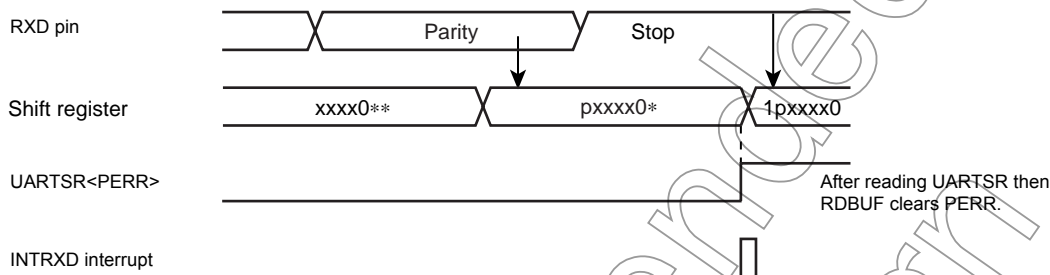 RXD pin
Parity
Stop
Shift register
xxxx0**
pxxxx0*
1pxxxx0
UARTSR<PERR>
After reading UARTSR then
RDBUF clears PERR.
INTRXD interrupt